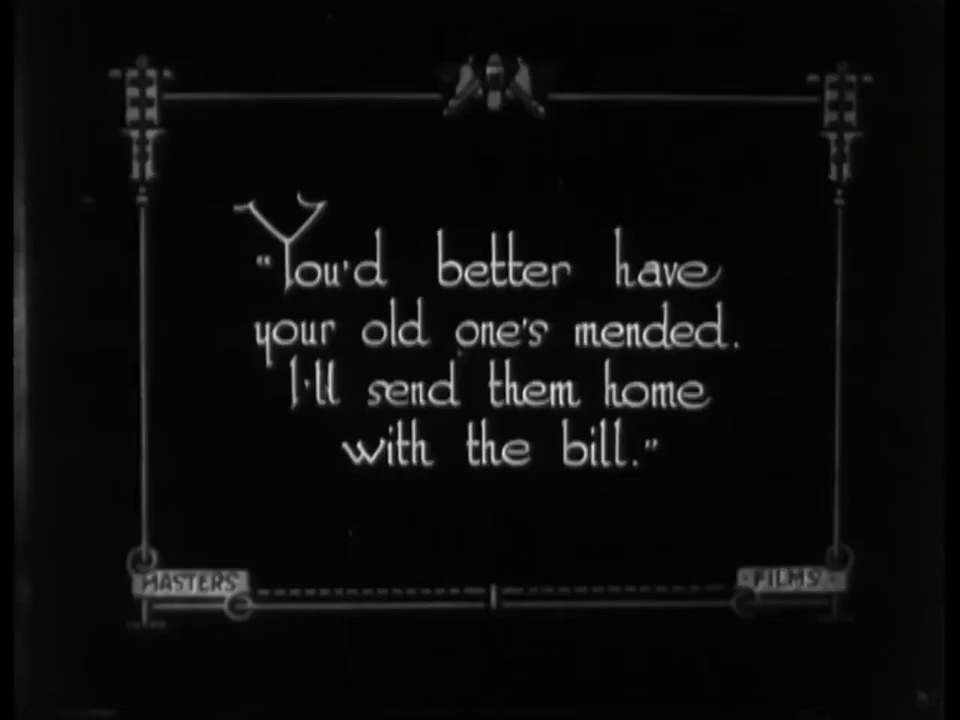 "You'd better have
your old one's mended.
I'll send them home
with the bill."
MASTERS
FILMS